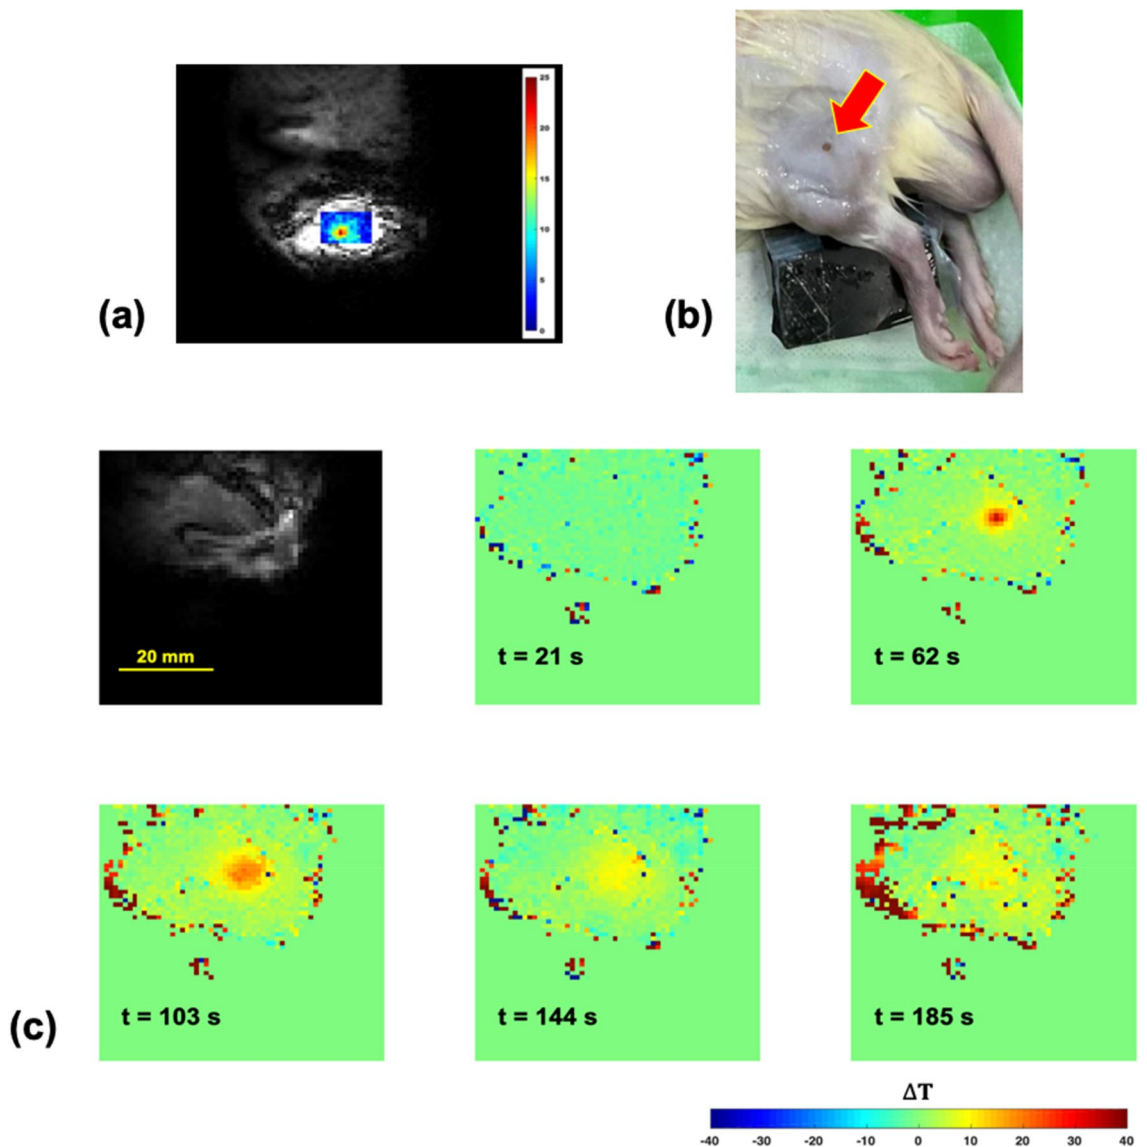 25
20
15
10
5
0
(a)
(b)
20 mm
t = 21 s
t = 62 s
t = 103 s
t = 144 s
t = 185 s
(c)
ΔT
-40 -30 -20 -10 0 10 20 30 40